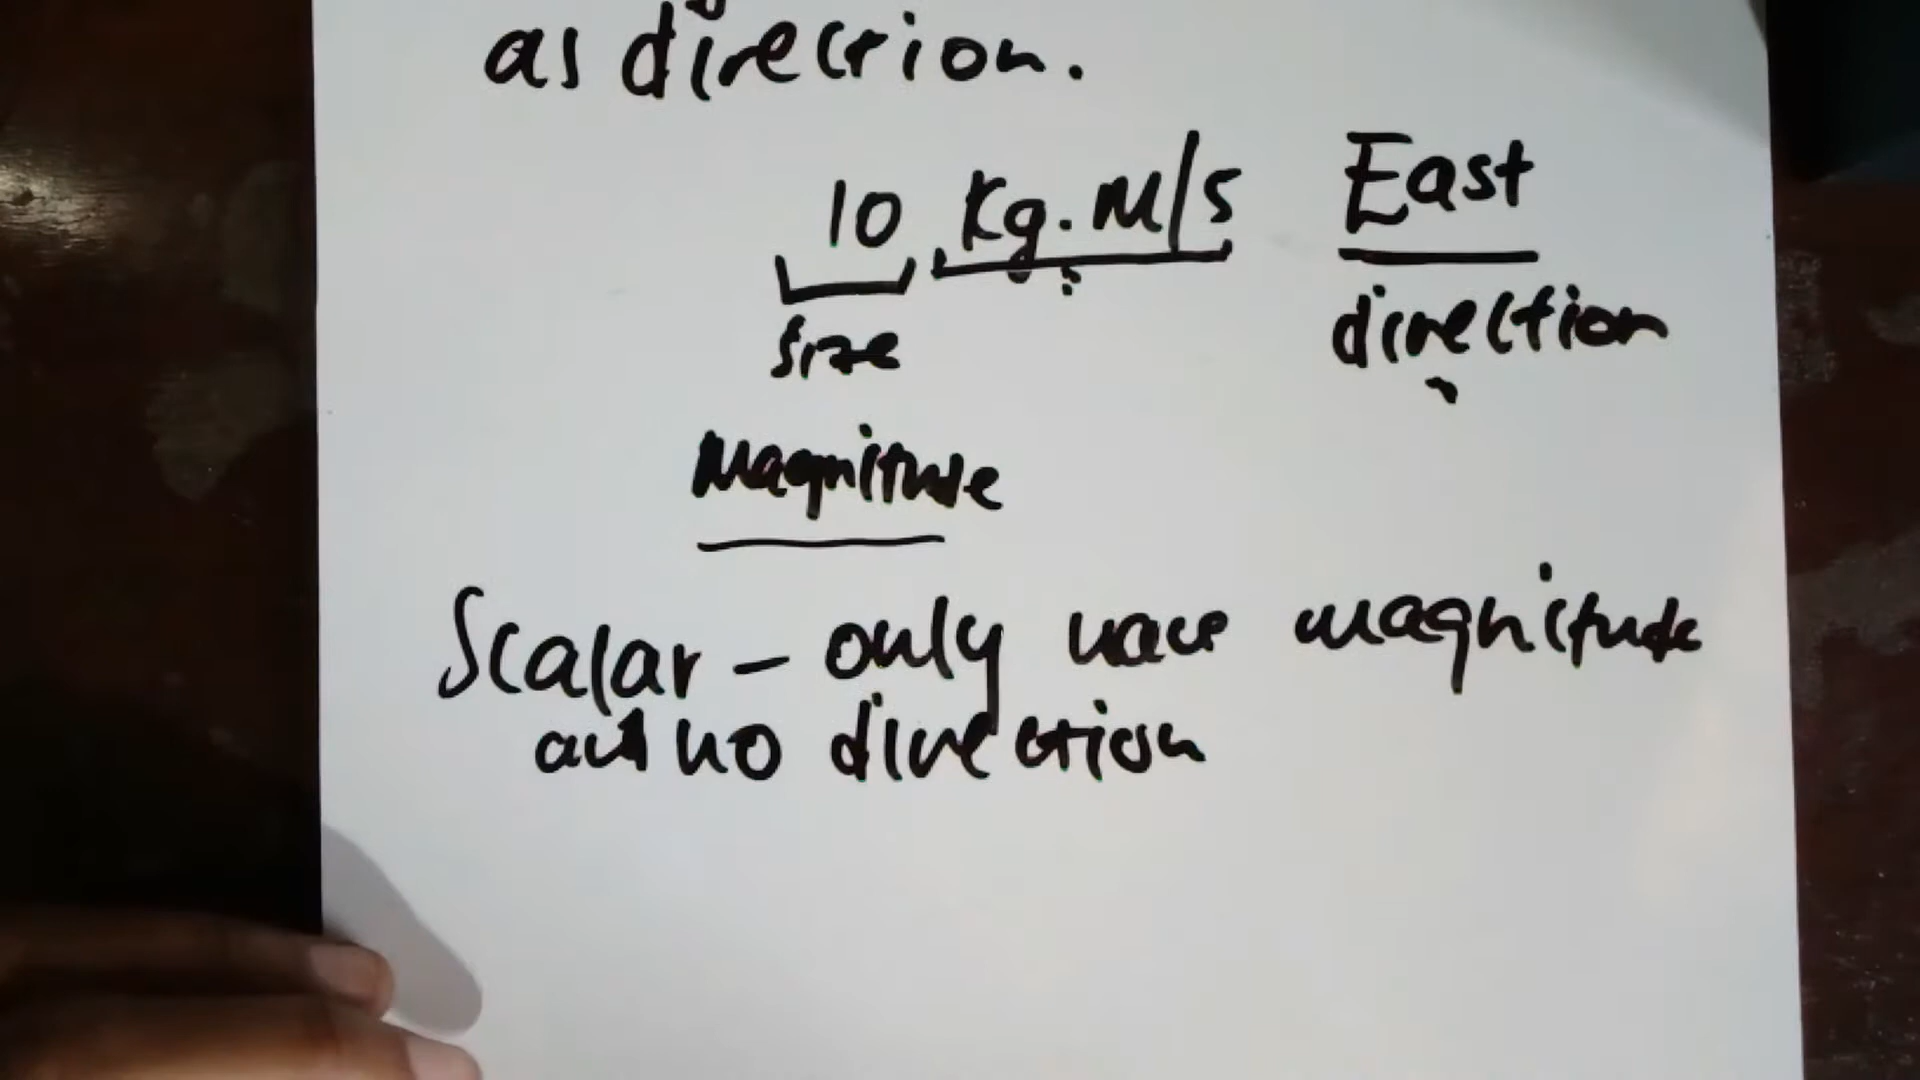 as direction.
10 Kg.m/s East
size direction
Magnitude
Scalar - only have magnitude
and no direction